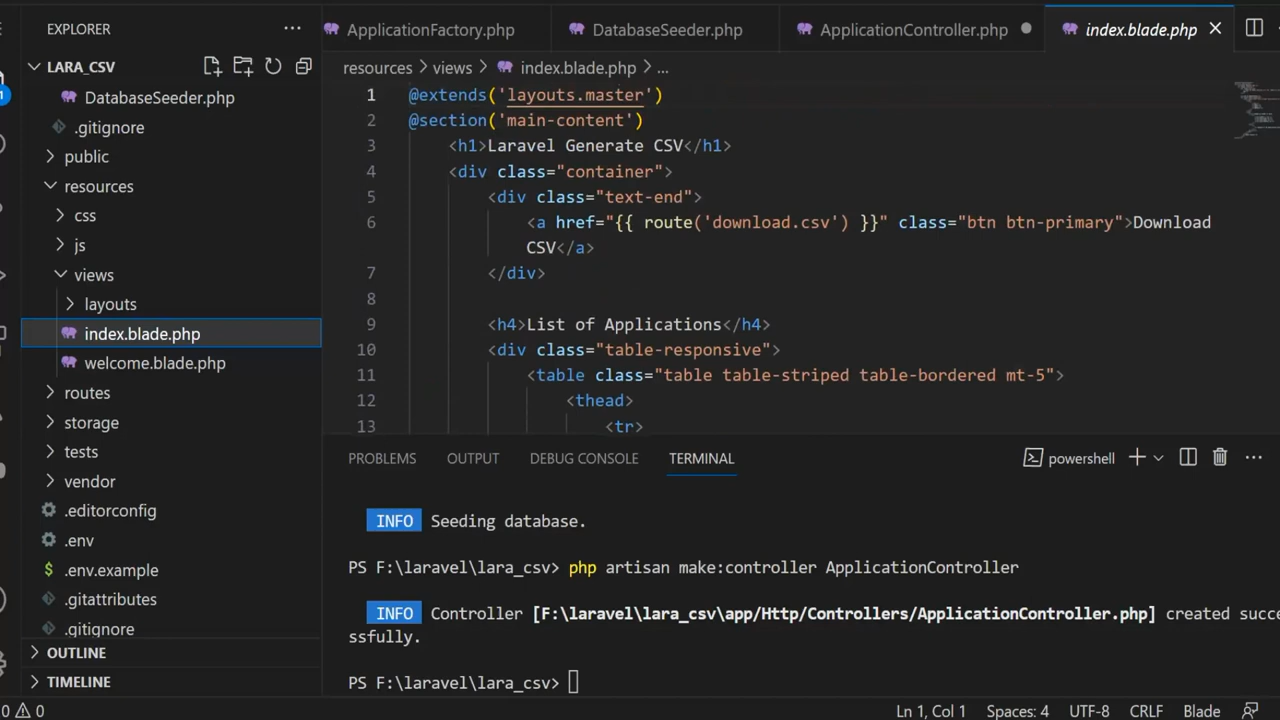 EXPLORER
LARA_CSV
DatabaseSeeder.php
.gitignore
public
resources
css
js
views
layouts
index.blade.php
welcome.blade.php
routes
storage
tests
vendor
.editorconfig
.env
$ .env.example
.gitattributes
.gitignore
OUTLINE
TIMELINE
ApplicationFactory.php
DatabaseSeeder.php
ApplicationController.php
index.blade.php
resources > views > index.blade.php > ...
1 @extends('layouts.master')
2 @section('main-content')
3 <h1>Laravel Generate CSV</h1>
4 <div class="container">
5 <div class="text-end">
6 <a href="{{ route('download.csv') }}" class="btn btn-primary">Download
CSV</a>
7 </div>
8
9 <h4>List of Applications</h4>
10 <div class="table-responsive">
11 <table class="table table-striped table-bordered mt-5">
12 <thead>
13 <tr>
PROBLEMS OUTPUT DEBUG CONSOLE TERMINAL
powershell
INFO Seeding database.
PS F:\laravel\lara_csv> php artisan make:controller ApplicationController
INFO Controller [F:\laravel\lara_csv\app/Http/Controllers/ApplicationController.php] created succe
ssfully.
PS F:\laravel\lara_csv>
1
0 0
Ln 1, Col 1 Spaces: 4 UTF-8 CRLF Blade